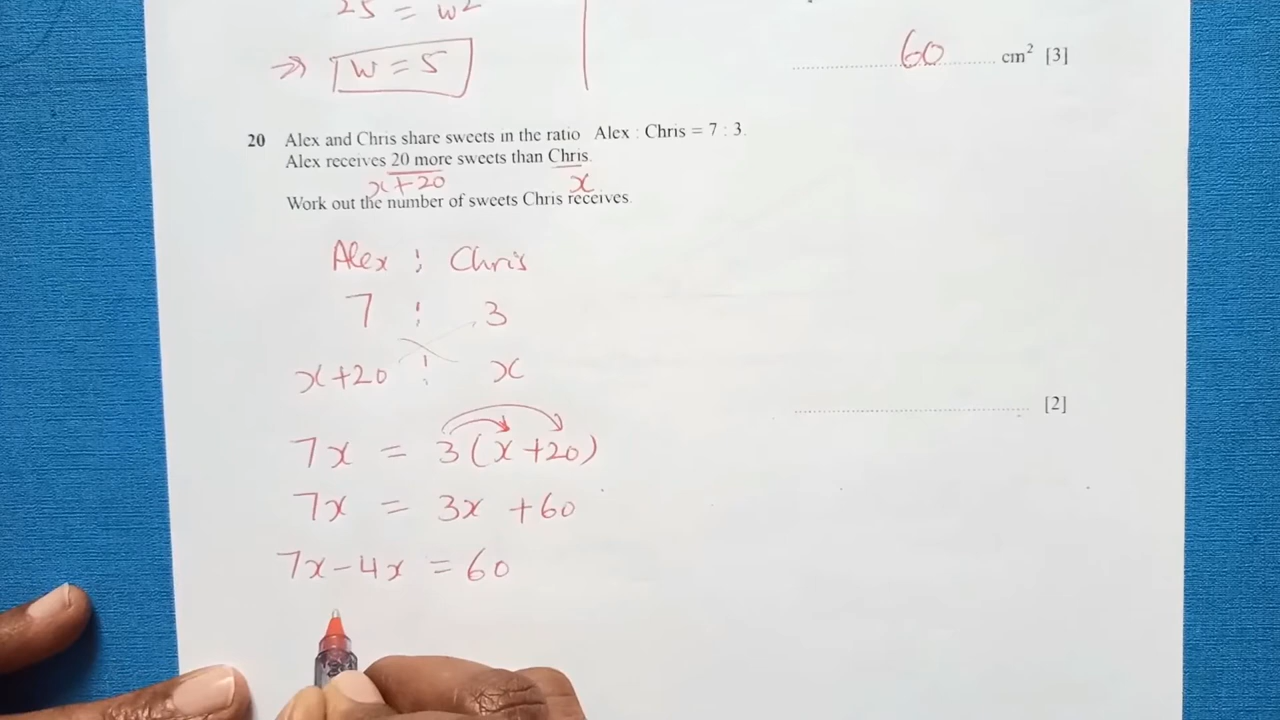 25 = w²
⇒ w = 5
60 cm² [3]
20 Alex and Chris share sweets in the ratio Alex : Chris = 7 : 3.
Alex receives 20 more sweets than Chris.
x+20 x
Work out the number of sweets Chris receives.
Alex : Chris
7 : 3
x+20 : x
[2]
7x = 3(x+20)
7x = 3x +60
7x-4x = 60